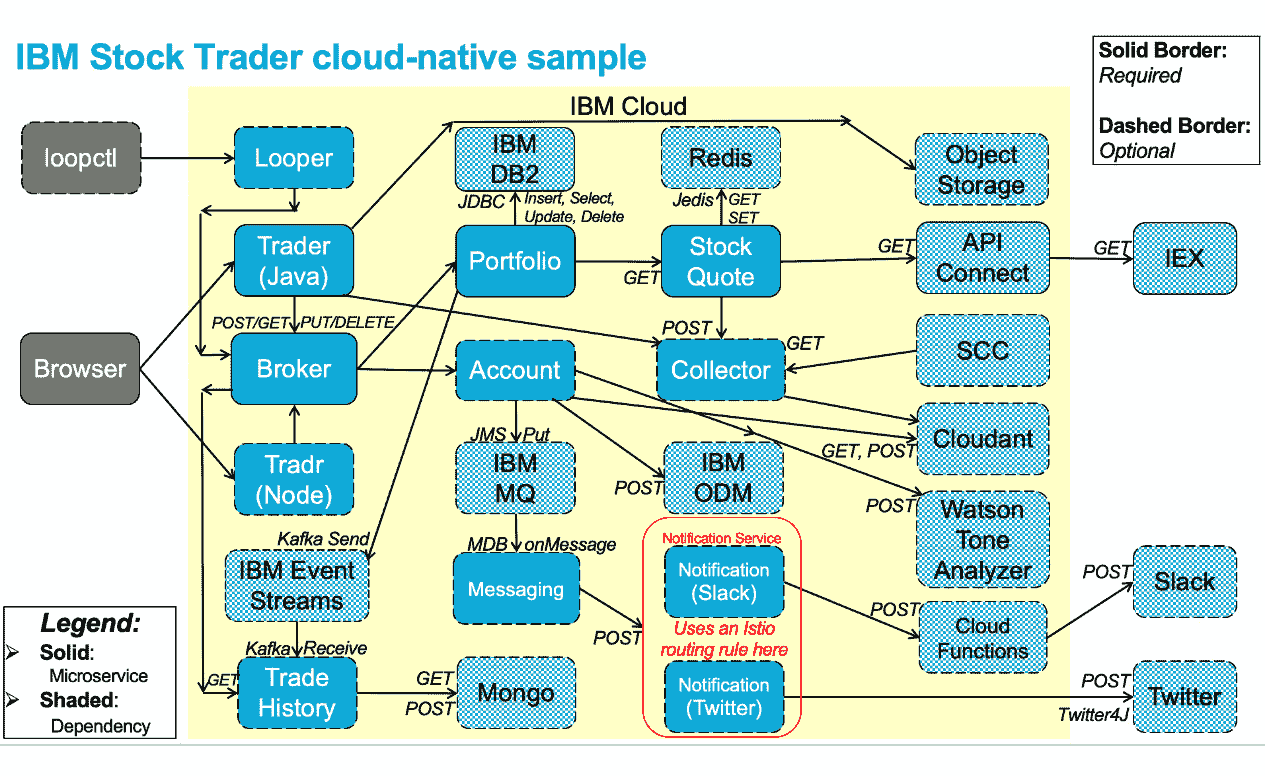 IBM Stock Trader cloud-native sample
Solid Border:
Required
Dashed Border:
Optional
IBM Cloud
loopctl
Looper
IBM
DB2
Redis
Object
Storage
JDBC
Insert, Select,
Update, Delete
Jedis
GET
SET
Trader
(Java)
Portfolio
GET
Stock
Quote
GET
API
Connect
GET
IEX
POST/GET
PUT/DELETE
POST
GET
Browser
Broker
Account
Collector
SCC
JMS
Put
GET, POST
Cloudant
Tradr
(Node)
IBM
MQ
POST
IBM
ODM
POST
Watson
Tone
Analyzer
Kafka Send
MDB
onMessage
Notification Service
IBM Event
Streams
Messaging
Notification
(Slack)
POST
Slack
POST
Cloud
Functions
POST
Uses an Istio
routing rule here
Legend:
Solid:
Microservice
Shaded:
Dependency
Kafka
Receive
GET
Trade
History
GET
POST
Mongo
Notification
(Twitter)
POST
Twitter4J
Twitter